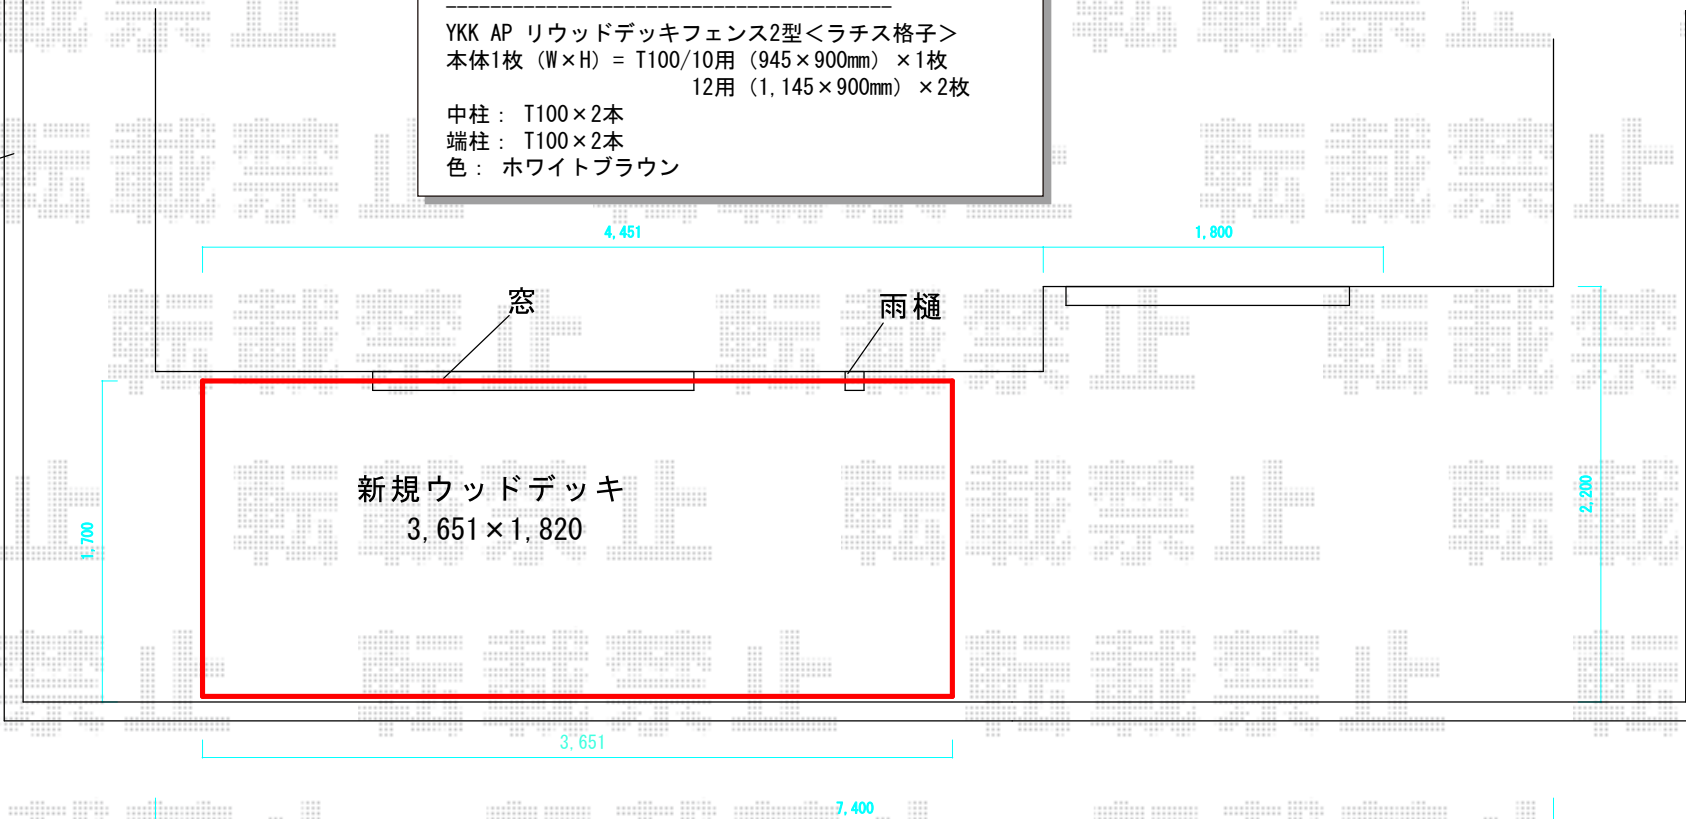 YKK AP リウッドデッキフェンス2型<ラチス格子>
本体1枚（W×H）= T100/10用（945×900mm）×1枚
12用（1,145×900mm）×2枚
中柱： T100×2本
端柱： T100×2本
色： ホワイトブラウン
4,451
1,800
窓
雨樋
新規ウッドデッキ
3,651×1,820
1,700
2,200
3,651
7,400
転載禁止